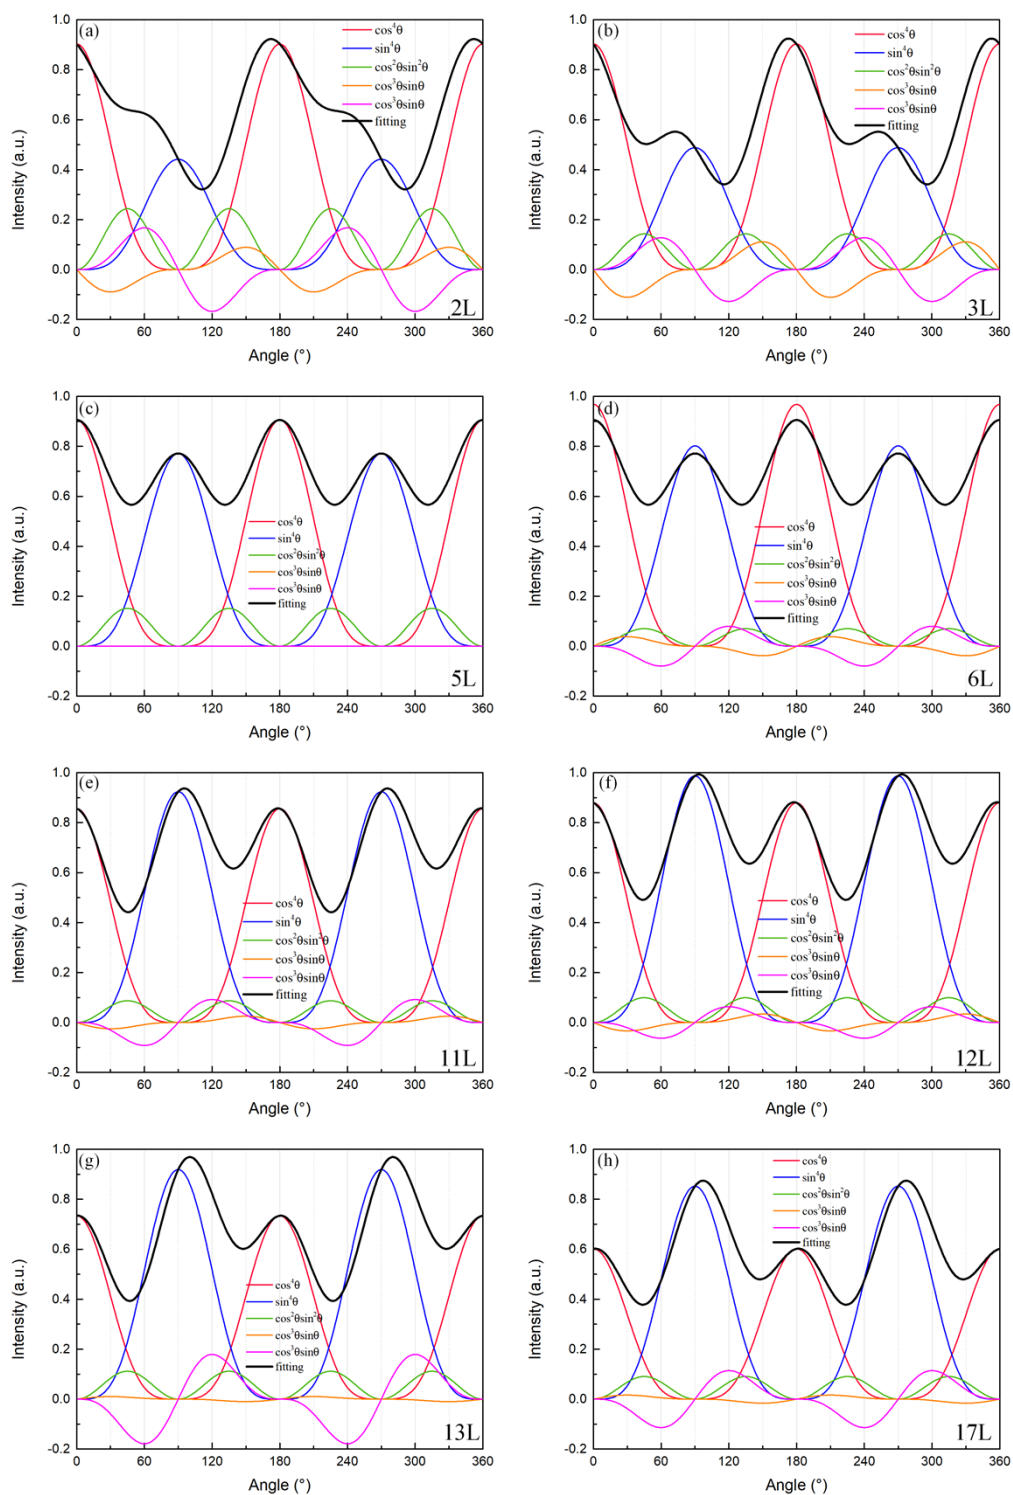 (a)
cos⁴θ
sin⁴θ
cos²θsin²θ
cos³θsinθ
cos³θsinθ
fitting
2L
1.0
0.8
0.6
0.4
0.2
0.0
-0.2
Intensity (a.u.)
0 60 120 180 240 300 360
Angle (°)
(b)
cos⁴θ
sin⁴θ
cos²θsin²θ
cos³θsinθ
cos³θsinθ
fitting
3L
1.0
0.8
0.6
0.4
0.2
0.0
-0.2
Intensity (a.u.)
0 60 120 180 240 300 360
Angle (°)
(c)
cos⁴θ
sin⁴θ
cos²θsin²θ
cos³θsinθ
cos³θsinθ
fitting
5L
1.0
0.8
0.6
0.4
0.2
0.0
-0.2
Intensity (a.u.)
0 60 120 180 240 300 360
Angle (°)
(d)
cos⁴θ
sin⁴θ
cos²θsin²θ
cos³θsinθ
cos³θsinθ
fitting
6L
1.0
0.8
0.6
0.4
0.2
0.0
-0.2
Intensity (a.u.)
0 60 120 180 240 300 360
Angle (°)
(e)
cos⁴θ
sin⁴θ
cos²θsin²θ
cos³θsinθ
cos³θsinθ
fitting
11L
1.0
0.8
0.6
0.4
0.2
0.0
-0.2
Intensity (a.u.)
0 60 120 180 240 300 360
Angle (°)
(f)
cos⁴θ
sin⁴θ
cos²θsin²θ
cos³θsinθ
cos³θsinθ
fitting
12L
1.0
0.8
0.6
0.4
0.2
0.0
-0.2
Intensity (a.u.)
0 60 120 180 240 300 360
Angle (°)
(g)
cos⁴θ
sin⁴θ
cos²θsin²θ
cos³θsinθ
cos³θsinθ
fitting
13L
1.0
0.8
0.6
0.4
0.2
0.0
-0.2
Intensity (a.u.)
0 60 120 180 240 300 360
Angle (°)
(h)
cos⁴θ
sin⁴θ
cos²θsin²θ
cos³θsinθ
cos³θsinθ
fitting
17L
1.0
0.8
0.6
0.4
0.2
0.0
-0.2
Intensity (a.u.)
0 60 120 180 240 300 360
Angle (°)